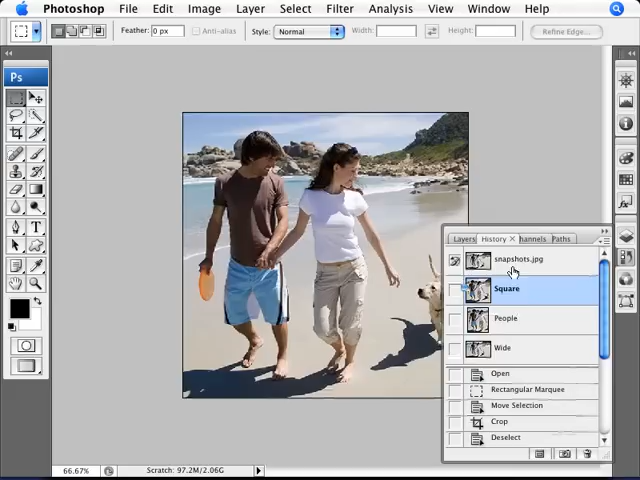 Photoshop File Edit Image Layer Select Filter Analysis View Window Help
Feather: 0 px Anti-alias Style: Normal Width: Height: Refine Edge...
Ps
Layers History × hannels Paths
snapshots.jpg
Square
People
Wide
Open
Rectangular Marquee
Move Selection
Crop
Deselect
T
66.67% Scratch: 97.2M/2.06G